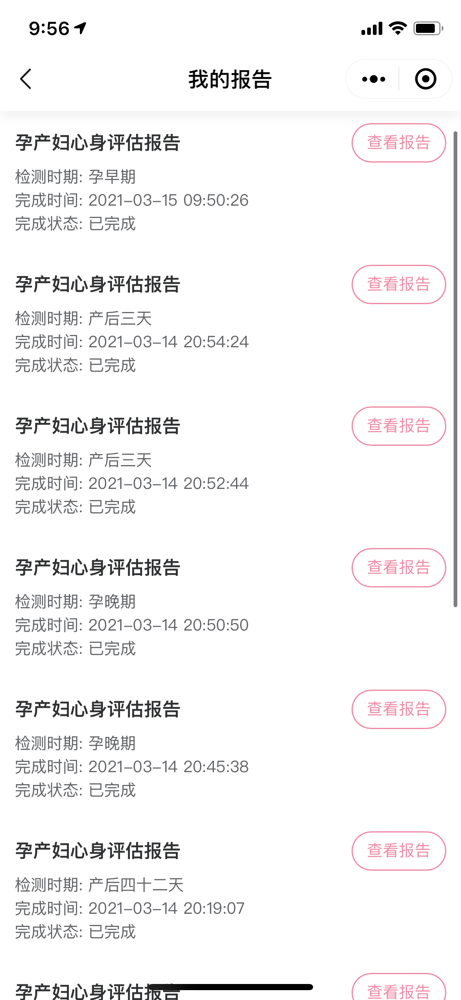 9:56
我的报告
孕产妇心身评估报告
查看报告
检测时期: 孕早期
完成时间: 2021-03-15 09:50:26
完成状态: 已完成
孕产妇心身评估报告
查看报告
检测时期: 产后三天
完成时间: 2021-03-14 20:54:24
完成状态: 已完成
孕产妇心身评估报告
查看报告
检测时期: 产后三天
完成时间: 2021-03-14 20:52:44
完成状态: 已完成
孕产妇心身评估报告
查看报告
检测时期: 孕晚期
完成时间: 2021-03-14 20:50:50
完成状态: 已完成
孕产妇心身评估报告
查看报告
检测时期: 孕晚期
完成时间: 2021-03-14 20:45:38
完成状态: 已完成
孕产妇心身评估报告
查看报告
检测时期: 产后四十二天
完成时间: 2021-03-14 20:19:07
完成状态: 已完成
孕产妇心身评估报告
查看报告